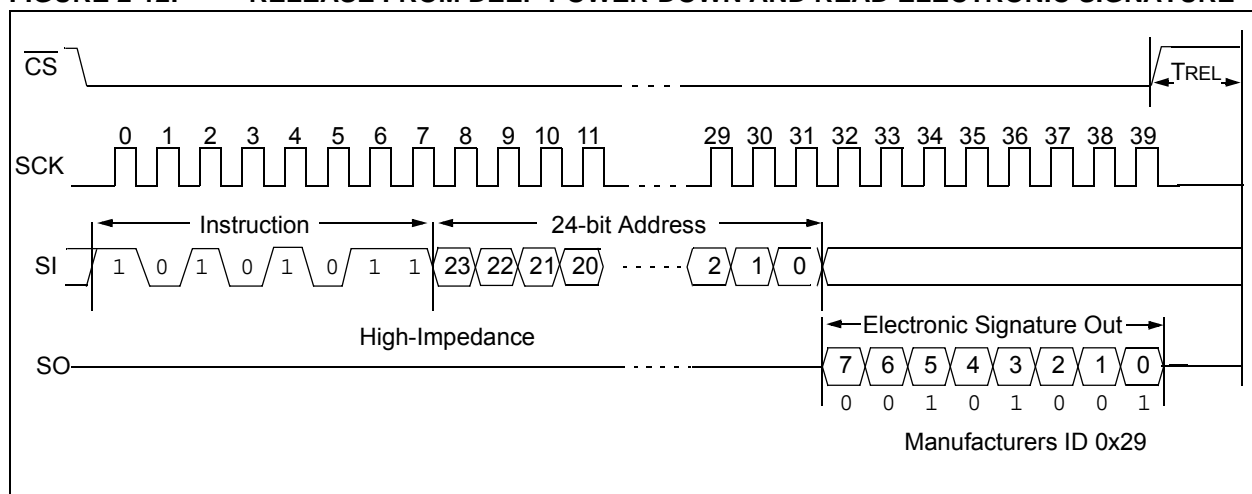 FIGURE 2-12: RELEASE FROM DEEP POWER-DOWN AND READ ELECTRONIC SIGNATURE
CS
TREL
0 1 2 3 4 5 6 7 8 9 10 11 29 30 31 32 33 34 35 36 37 38 39
SCK
Instruction 24-bit Address
SI 1 0 1 0 1 0 1 1 23 22 21 20 2 1 0
High-Impedance
Electronic Signature Out
SO 7 6 5 4 3 2 1 0
0 0 1 0 1 0 0 1
Manufacturers ID 0x29